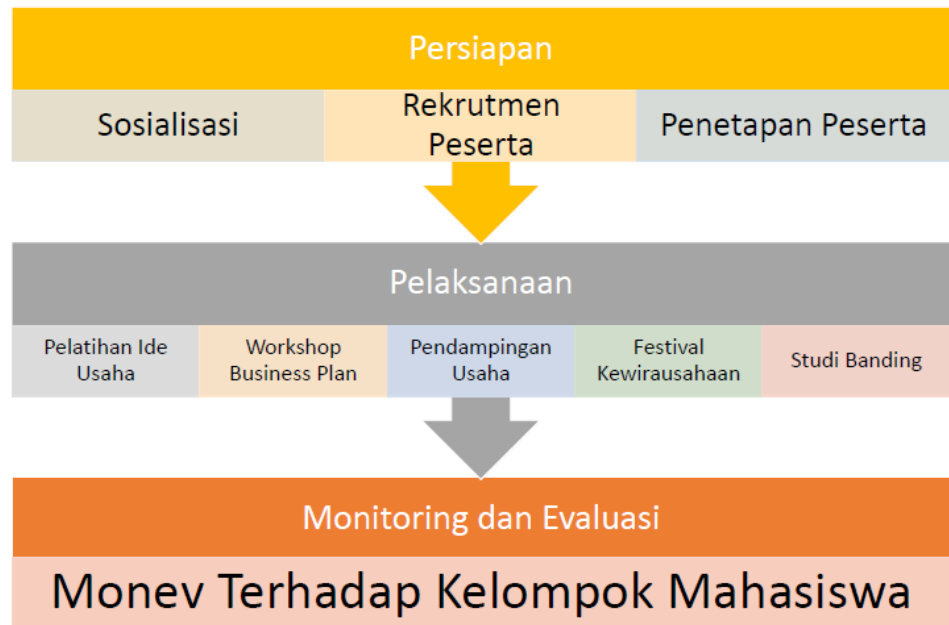 Persiapan
Sosialisasi
Rekrutmen
Peserta
Penetapan Peserta
Pelaksanaan
Pelatihan Ide
Usaha
Workshop
Business Plan
Pendampingan
Usaha
Festival
Kewirausahaan
Studi Banding
Monitoring dan Evaluasi
Monev Terhadap Kelompok Mahasiswa